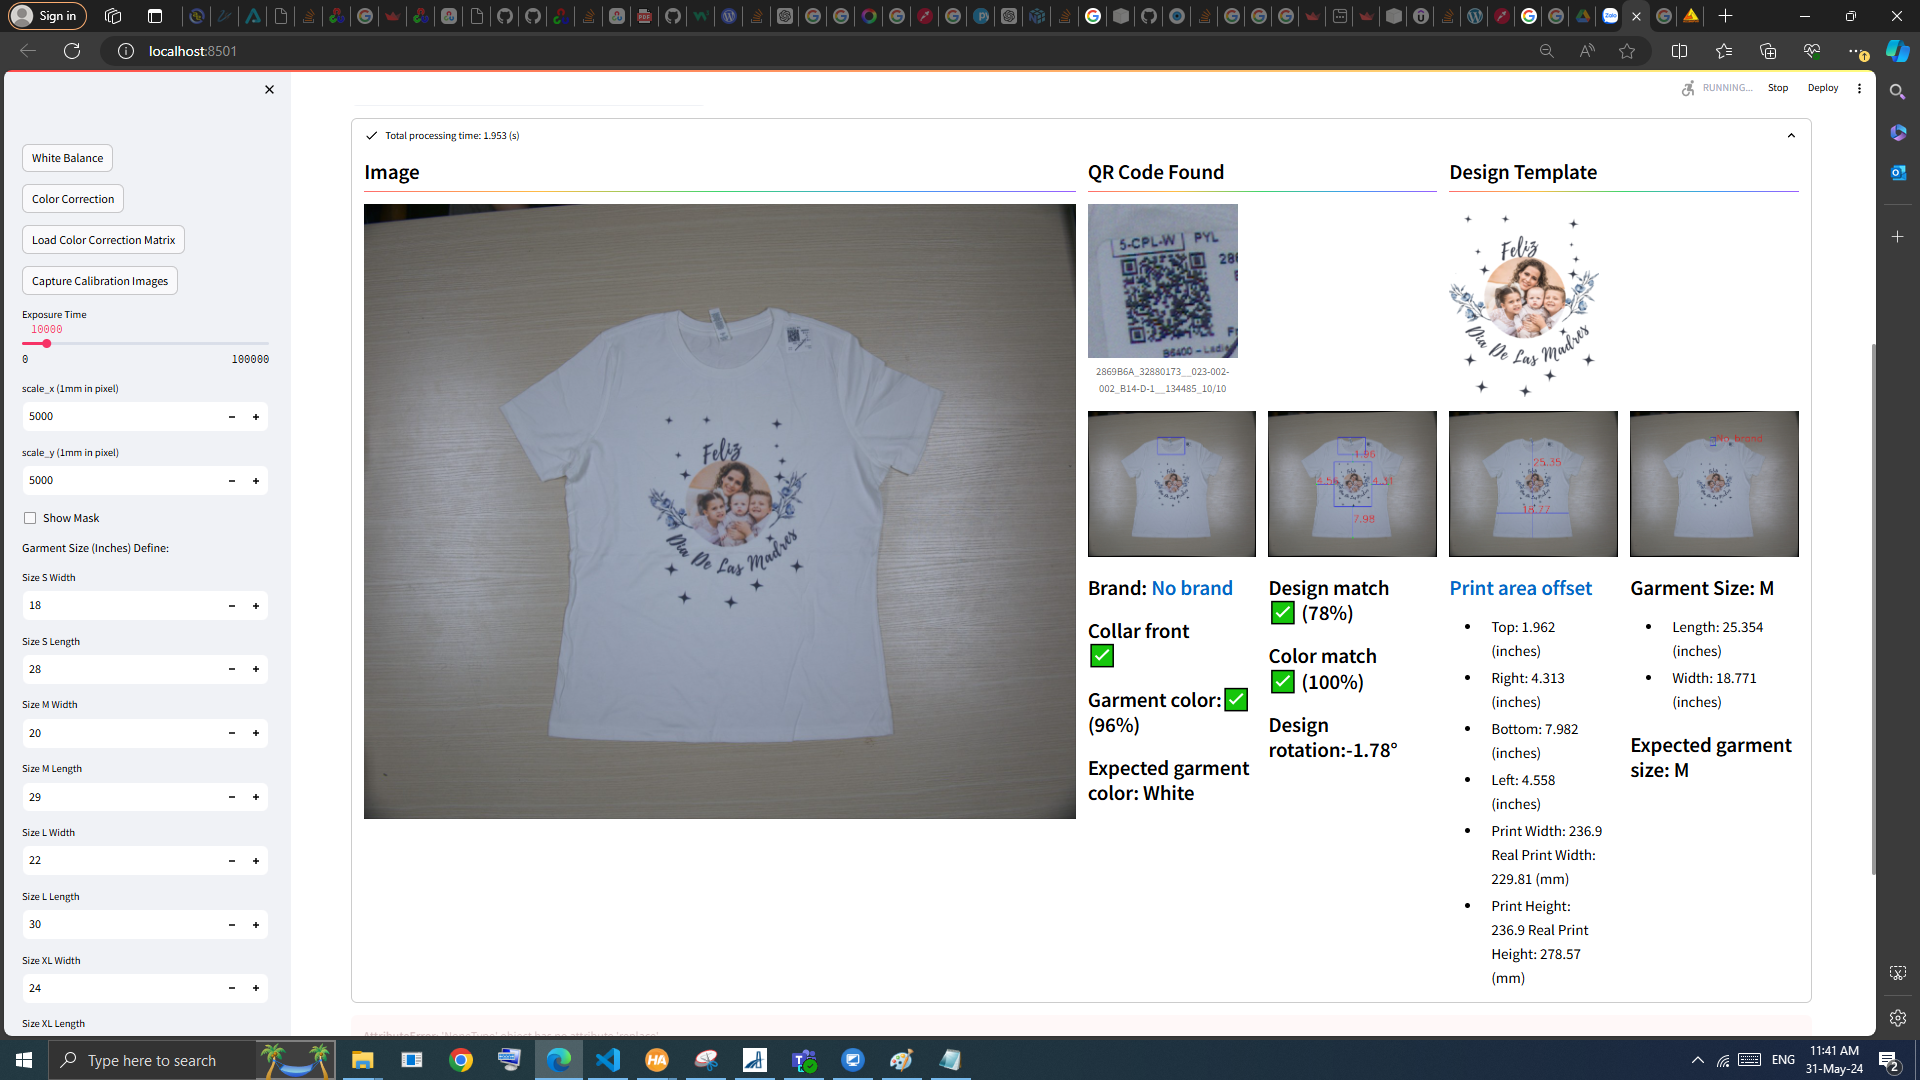 Sign in
localhost:8501
RUNNING...
Stop
Deploy
White Balance
Color Correction
Load Color Correction Matrix
Capture Calibration Images
Exposure Time
10000
0
100000
scale_x (1mm in pixel)
5000
scale_y (1mm in pixel)
5000
Show Mask
Garment Size (Inches) Define:
Size S Width
18
Size S Length
28
Size M Width
20
Size M Length
29
Size L Width
22
Size L Length
30
Size XL Width
24
Size XL Length
Total processing time: 1.953 (s)
Image
Feliz
Dia De Las Madres
QR Code Found
5-CPL-W
PYL
B6400 - Ladie
2869B6A_32880173__023-002-
002_B14-D-1__134485_10/10
Design Template
Feliz
Dia De Las Madres
1.96
4.56
4.31
7.98
25.35
18.77
No brand
Brand: No brand
Collar front
Garment color:
(96%)
Expected garment
color: White
Design match
(78%)
Color match
(100%)
Design
rotation:-1.78°
Print area offset
Top: 1.962
(inches)
Right: 4.313
(inches)
Bottom: 7.982
(inches)
Left: 4.558
(inches)
Print Width: 236.9
Real Print Width:
229.81 (mm)
Print Height:
236.9 Real Print
Height: 278.57
(mm)
Garment Size: M
Length: 25.354
(inches)
Width: 18.771
(inches)
Expected garment
size: M
AttributeError: 'NoneType' object has no attribute 'replace'
Type here to search
ENG
11:41 AM
31-May-24
2